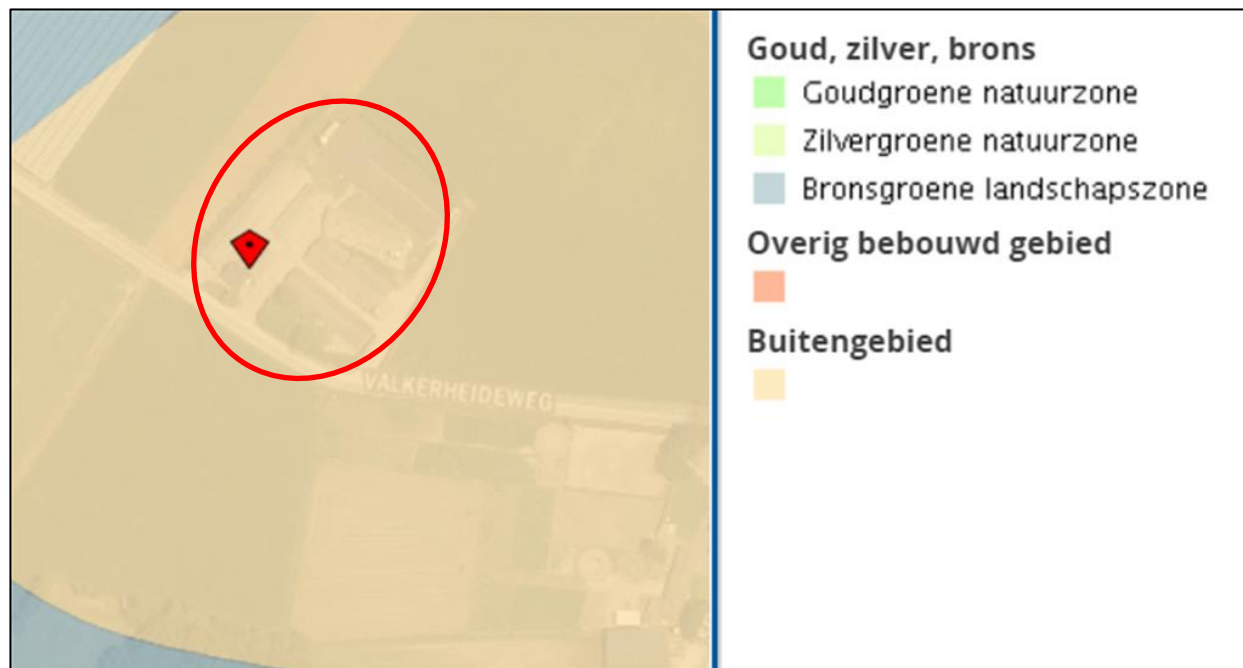 VALKERHEIDEWEG
Goud, zilver, brons
Goudgroene natuurzone
Zilvergroene natuurzone
Bronsgroene landschapszone
Overig bebouwd gebied
Buitengebied